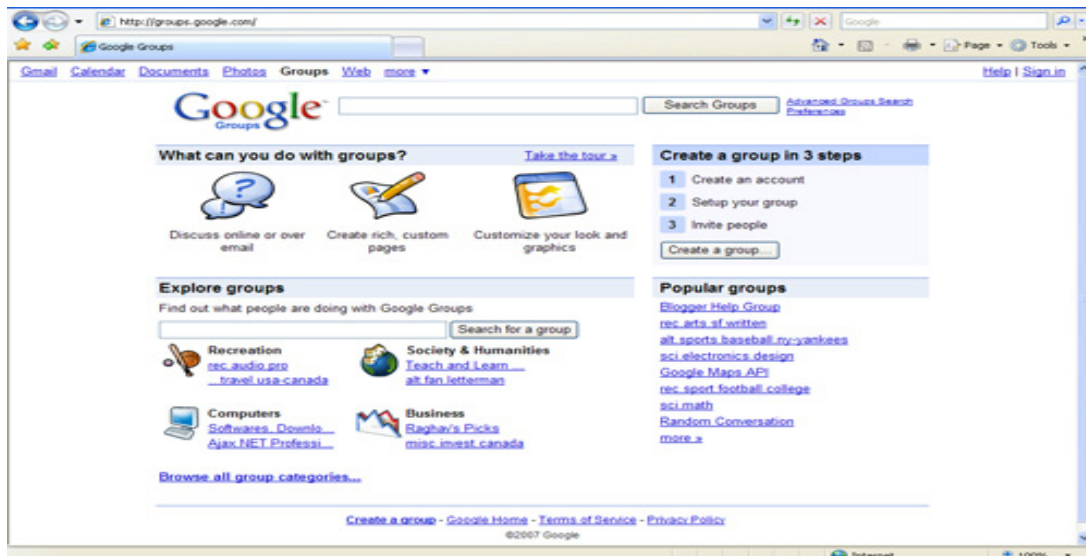 http://groups.google.com/
Google
Google Groups
Page Tools
Gmail Calendar Documents Photos Groups Web more ▼
Help | Sign in
Google Groups
Search Groups
Advanced Groups Search
Preferences
What can you do with groups? Take the tour »
Discuss online or over email
Create rich, custom pages
Customize your look and graphics
Create a group in 3 steps
1 Create an account
2 Setup your group
3 Invite people
Create a group...
Explore groups
Find out what people are doing with Google Groups
Search for a group
Recreation
rec.audio.pro
...travel.usa-canada
Society & Humanities
Teach and Learn ...
alt.fan.letterman
Computers
Softwares, Downlo...
Ajax.NET Professi...
Business
Raghav's Picks
misc.invest.canada
Browse all group categories...
Popular groups
Blogger Help Group
rec.arts.sf.written
alt.sports.baseball.ny-yankees
sci.electronics.design
Google Maps API
rec.sport.football.college
sci.math
Random Conversation
more »
Create a group - Google Home - Terms of Service - Privacy Policy
©2007 Google
Internet 100%